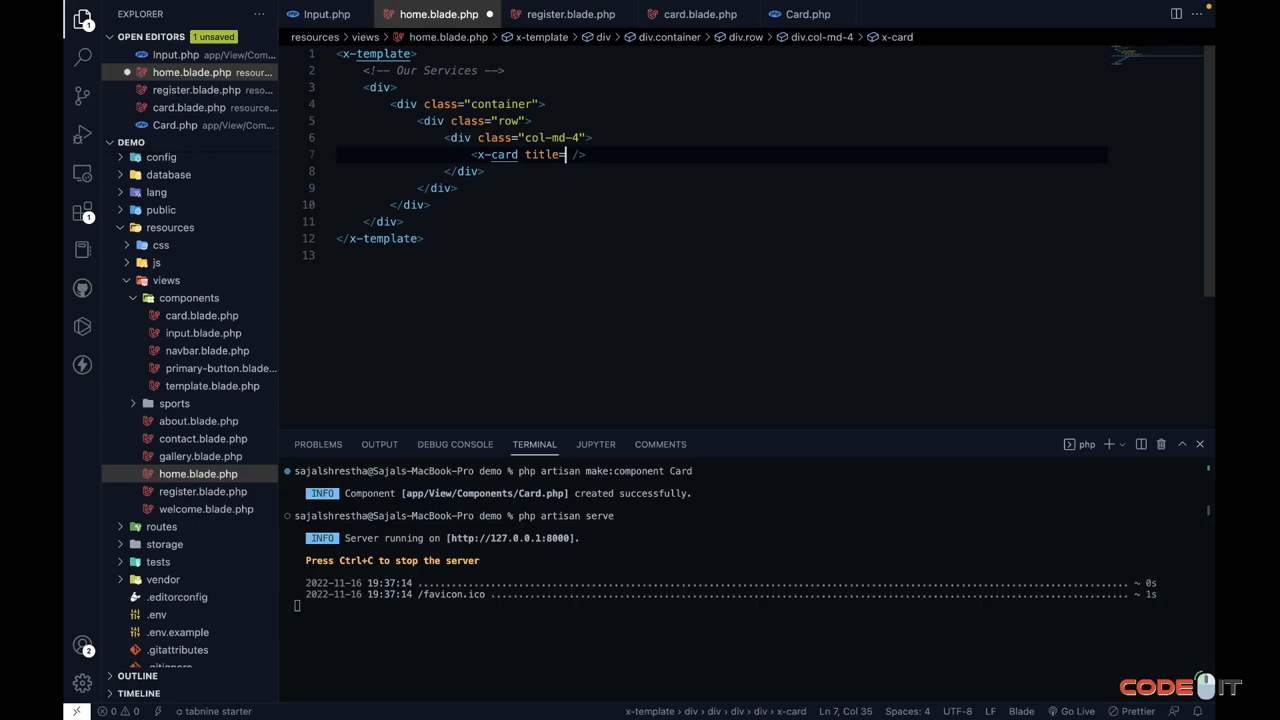 EXPLORER
Input.php
home.blade.php
register.blade.php
card.blade.php
Card.php
OPEN EDITORS 1 unsaved
resources > views > home.blade.php > x-template > div > div.container > div.row > div.col-md-4 > x-card
Input.php app/View/Com...
home.blade.php resour...
register.blade.php reso...
card.blade.php resource...
Card.php app/View/Com...
1 <x-template>
2 <!-- Our Services -->
3 <div>
4 <div class="container">
5 <div class="row">
6 <div class="col-md-4">
7 <x-card title= />
8 </div>
9 </div>
10 </div>
11 </div>
12 </x-template>
13
DEMO
config
database
lang
public
resources
css
js
views
components
card.blade.php
input.blade.php
navbar.blade.php
primary-button.blade...
template.blade.php
sports
about.blade.php
contact.blade.php
gallery.blade.php
home.blade.php
register.blade.php
welcome.blade.php
routes
storage
tests
vendor
.editorconfig
.env
.env.example
.gitattributes
.gitignore
OUTLINE
TIMELINE
1
1
2
PROBLEMS OUTPUT DEBUG CONSOLE TERMINAL JUPYTER COMMENTS
php
sajalshrestha@Sajals-MacBook-Pro demo % php artisan make:component Card
INFO Component [app/View/Components/Card.php] created successfully.
sajalshrestha@Sajals-MacBook-Pro demo % php artisan serve
INFO Server running on [http://127.0.0.1:8000].
Press Ctrl+C to stop the server
2022-11-16 19:37:14 ........ ~ 0s
2022-11-16 19:37:14 /favicon.ico ........ ~ 1s
CODE IT
0 0 tabnine starter
x-template > div > div > div > x-card Ln 7, Col 35 Spaces: 4 UTF-8 LF Blade Go Live Prettier